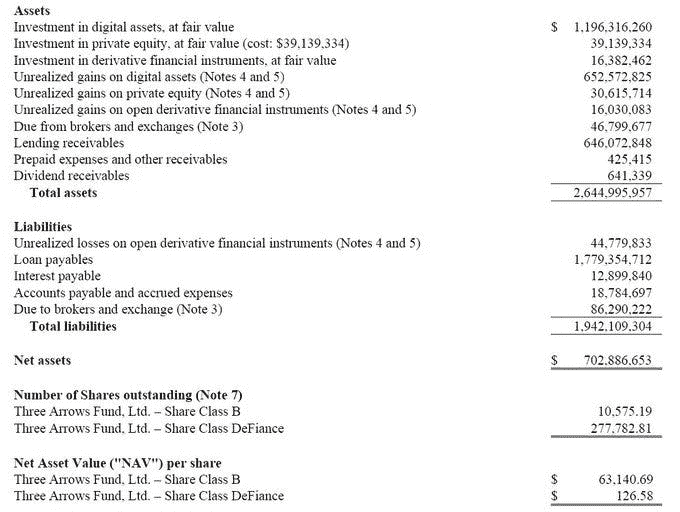 Assets
Investment in digital assets, at fair value $ 1,196,316,260
Investment in private equity, at fair value (cost: $39,139,334) 39,139,334
Investment in derivative financial instruments, at fair value 16,382,462
Unrealized gains on digital assets (Notes 4 and 5) 652,572,825
Unrealized gains on private equity (Notes 4 and 5) 30,615,714
Unrealized gains on open derivative financial instruments (Notes 4 and 5) 16,030,083
Due from brokers and exchanges (Note 3) 46,799,677
Lending receivables 646,072,848
Prepaid expenses and other receivables 425,415
Dividend receivables 641,339
Total assets 2,644,995,957
Liabilities
Unrealized losses on open derivative financial instruments (Notes 4 and 5) 44,779,833
Loan payables 1,779,354,712
Interest payable 12,899,840
Accounts payable and accrued expenses 18,784,697
Due to brokers and exchange (Note 3) 86,290,222
Total liabilities 1,942,109,304
Net assets $ 702,886,653
Number of Shares outstanding (Note 7)
Three Arrows Fund, Ltd. – Share Class B 10,575.19
Three Arrows Fund, Ltd. – Share Class DeFiance 277,782.81
Net Asset Value ("NAV") per share
Three Arrows Fund, Ltd. – Share Class B $ 63,140.69
Three Arrows Fund, Ltd. – Share Class DeFiance $ 126.58